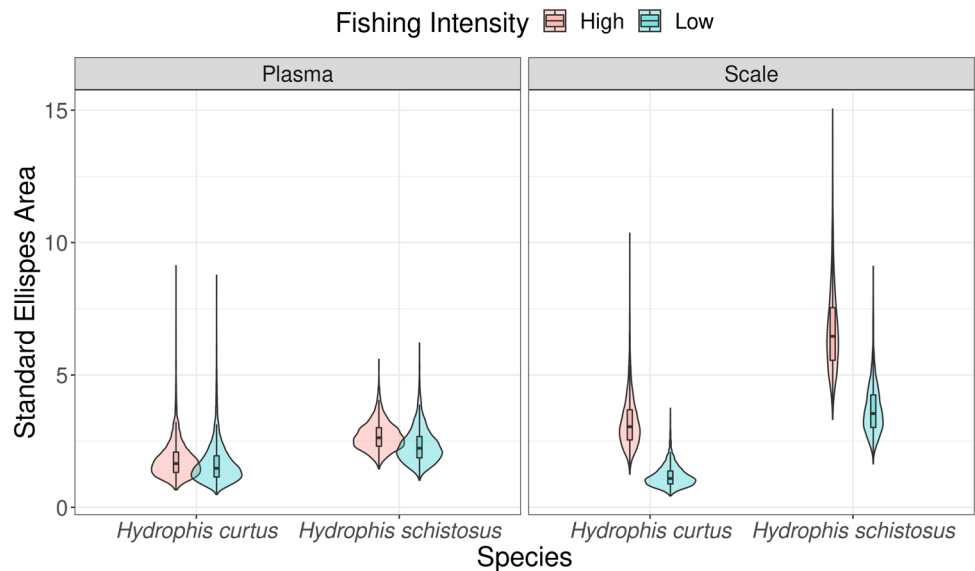 Fishing Intensity High Low
Plasma Scale
Standard Ellispes Area
15
10
5
0
Hydrophis curtus Hydrophis schistosus Hydrophis curtus Hydrophis schistosus
Species